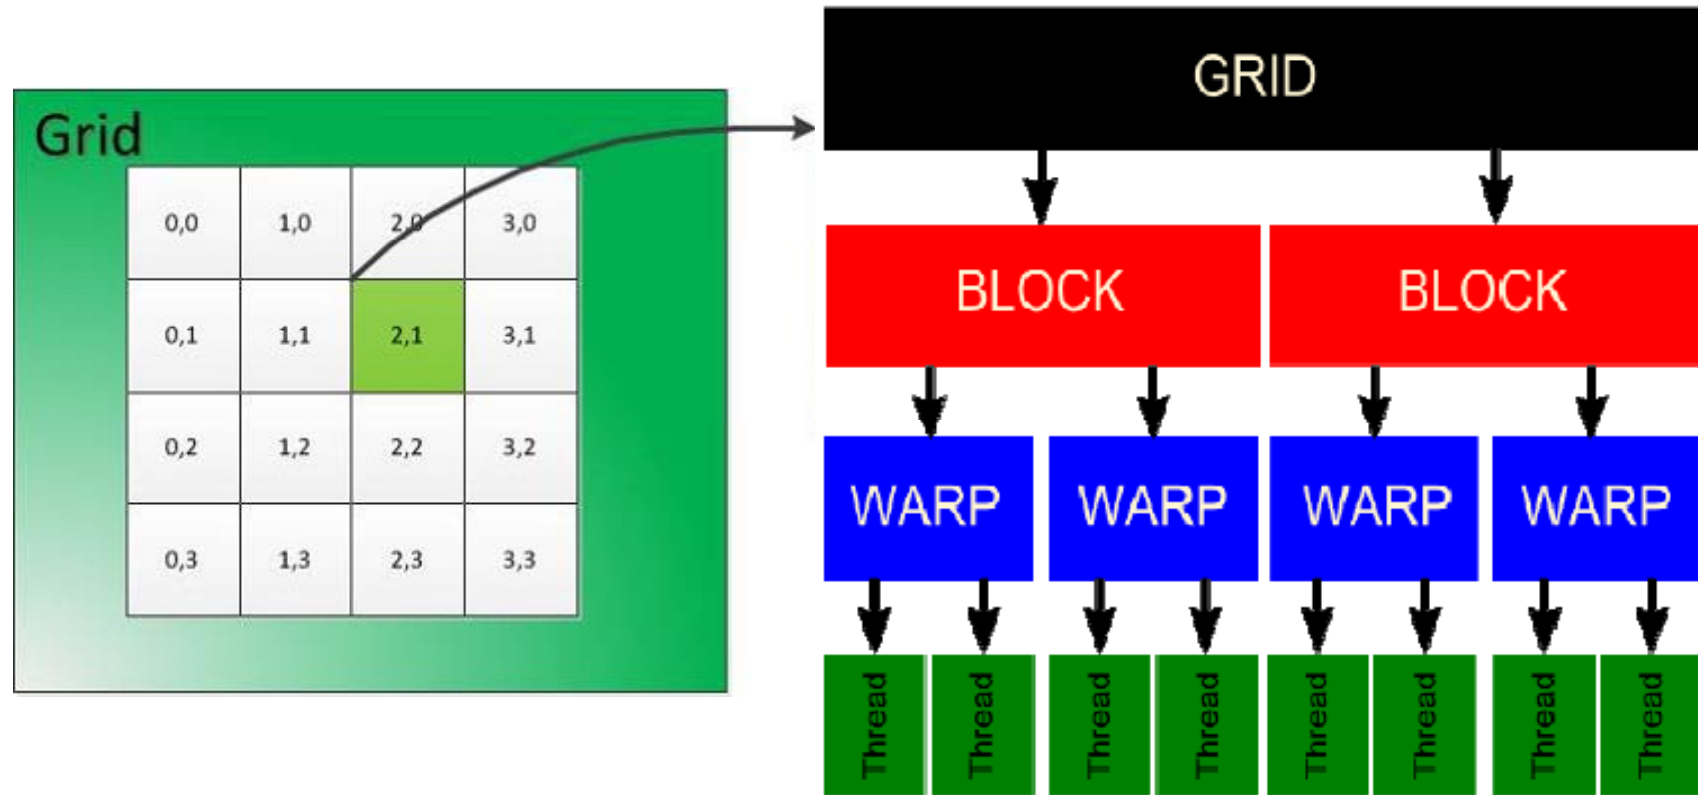 Grid
0,0 1,0 2,0 3,0
0,1 1,1 2,1 3,1
0,2 1,2 2,2 3,2
0,3 1,3 2,3 3,3
GRID
BLOCK BLOCK
WARP WARP WARP WARP
Thread Thread Thread Thread Thread Thread Thread Thread